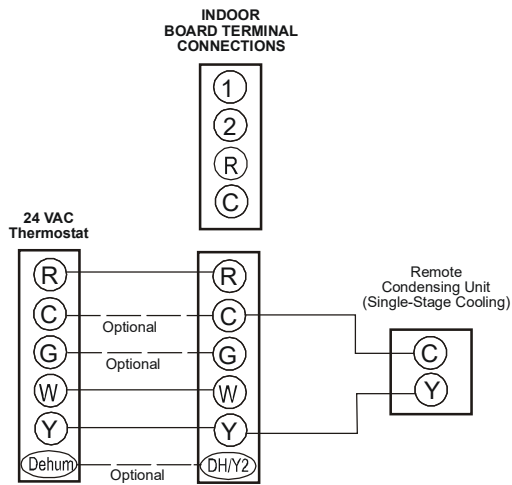 INDOOR
BOARD TERMINAL
CONNECTIONS
1
2
R
C
24 VAC
Thermostat
R
C
G
W
Y
Dehum
Optional
Optional
Optional
R
C
G
W
Y
DH/Y2
Remote
Condensing Unit
(Single-Stage Cooling)
C
Y